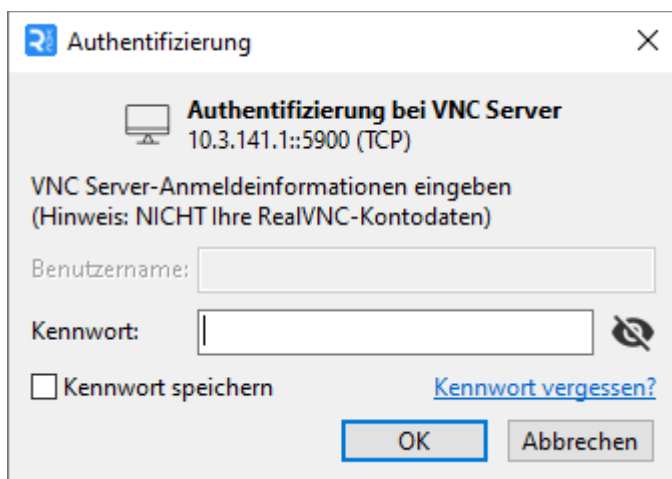 Authentifizierung
Authentifizierung bei VNC Server
10.3.141.1::5900 (TCP)
VNC Server-Anmeldeinformationen eingeben
(Hinweis: NICHT Ihre RealVNC-Kontodaten)
Benutzername:
Kennwort:
Kennwort speichern
Kennwort vergessen?
OK
Abbrechen